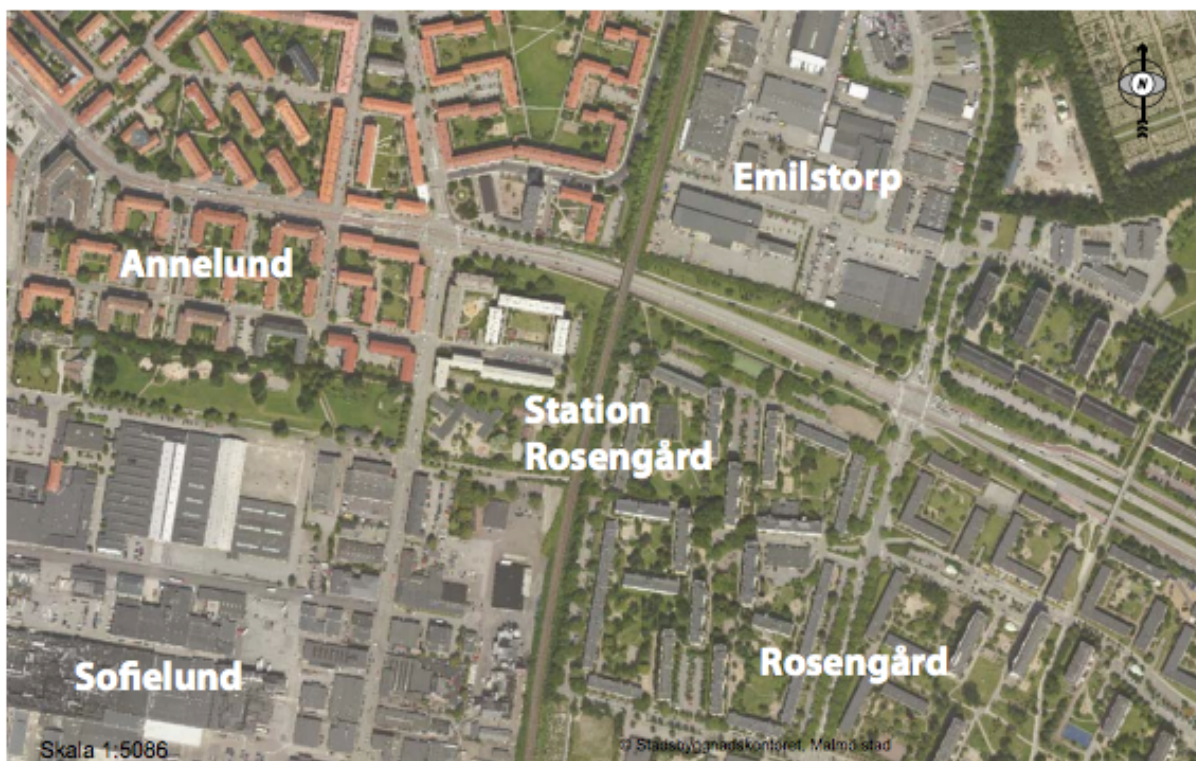 N
Emilstorp
Annelund
Station
Rosengård
Rosengård
Sofielund
Skala 1:5086
© Stadsbyggnadskontoret, Malmö stad